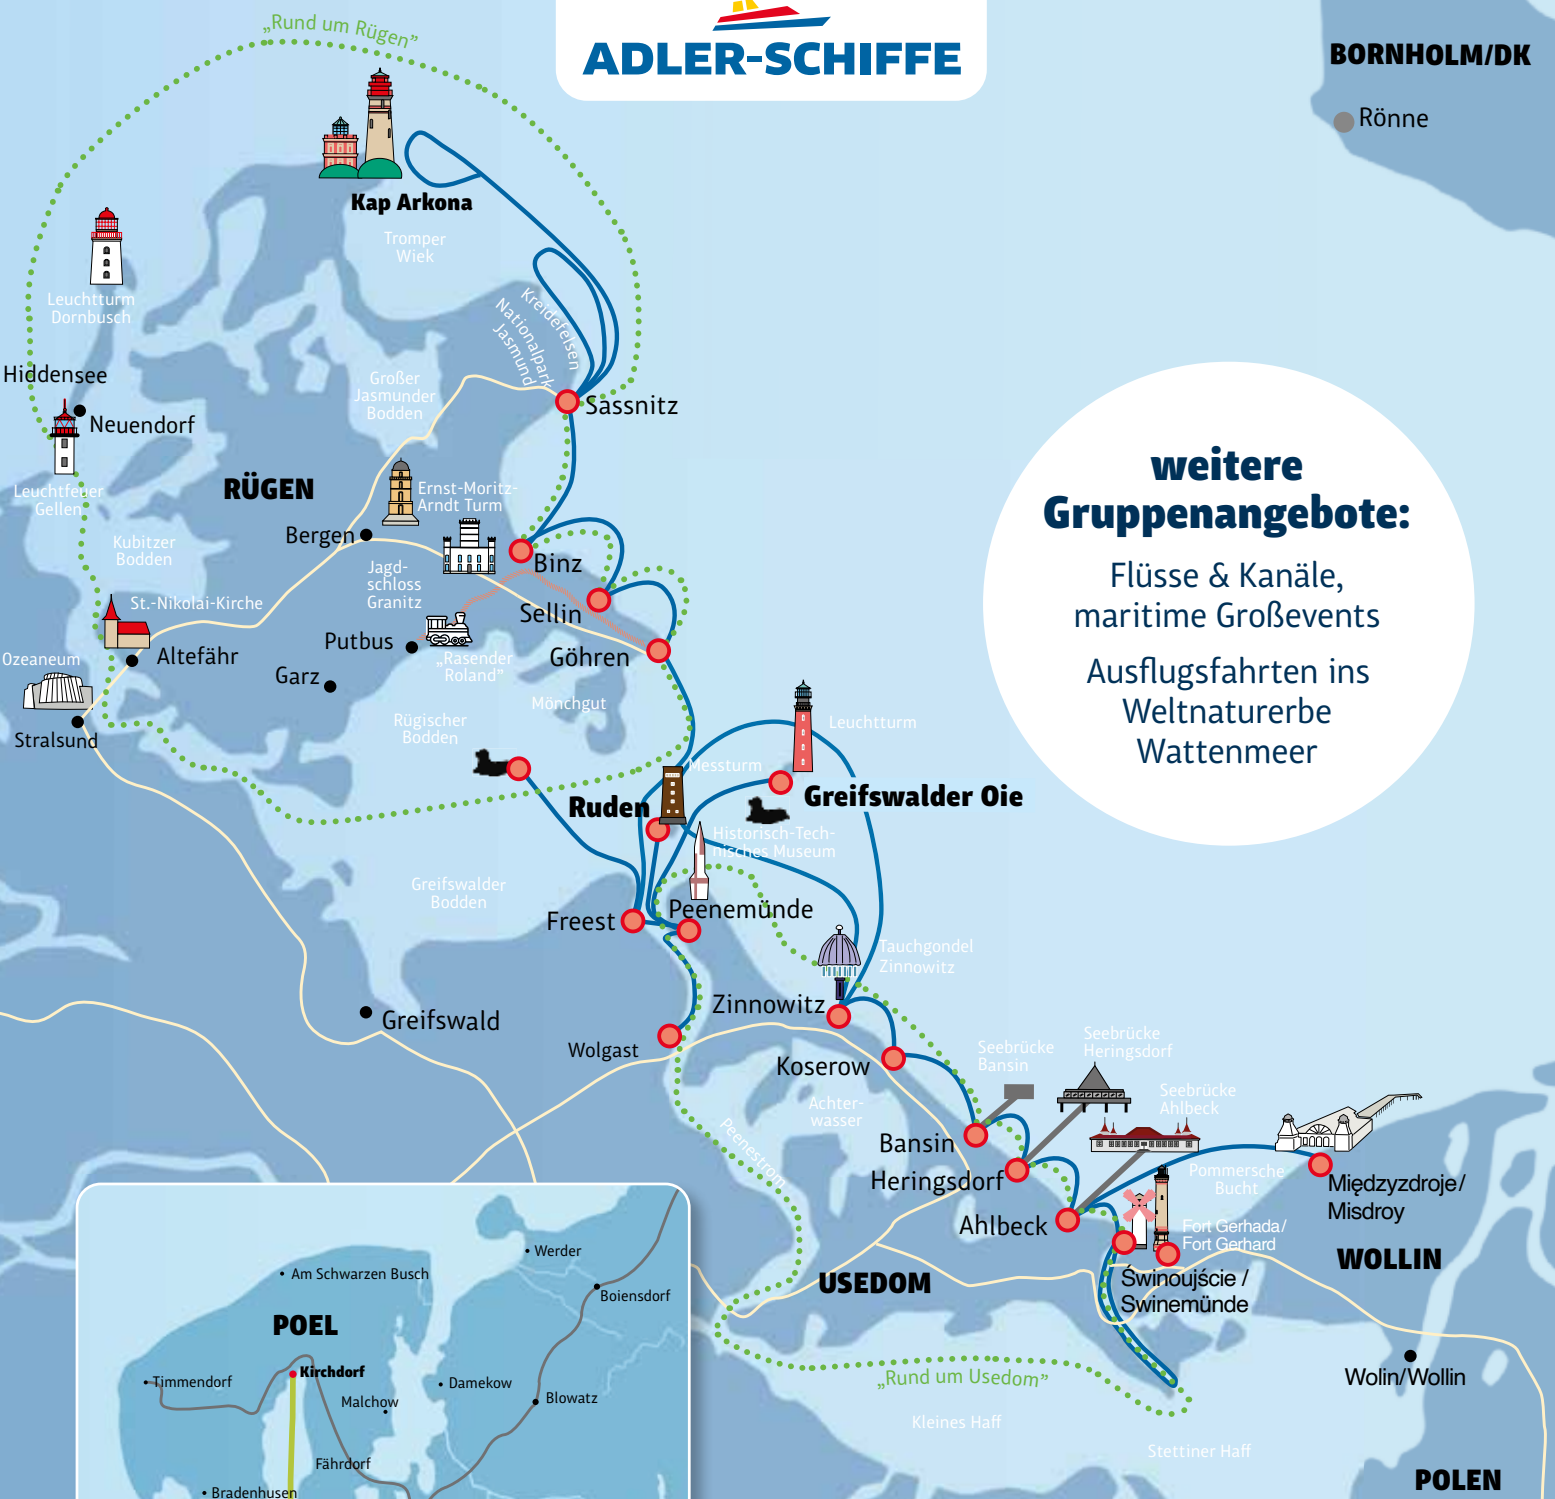 „Rund um Rügen”
ADLER-SCHIFFE
BORNHOLM/DK
Rönne
Kap Arkona
Tromper
Wiek
Leuchtturm
Dornbusch
Kreidefelsen
Nationalpark
Jasmund
Hiddensee
Neuendorf
Großer
Jasmunder
Bodden
Sassnitz
Leuchtfeuer
Gellen
RÜGEN
Ernst-Moritz-
Arndt Turm
Bergen
Kubitzer
Bodden
Binz
Jagd-
schloss
Granitz
St.-Nikolai-Kirche
Sellin
Putbus
Altefähr
Göhren
Ozeaneum
„Rasender
Roland”
Garz
Mönchgut
Stralsund
Rügischer
Bodden
weitere
Gruppenangebote:
Flüsse & Kanäle,
maritime Großevents
Ausflugsfahrten ins
Weltnaturerbe
Wattenmeer
Leuchtturm
Messturm
Ruden
Greifswalder Oie
Historisch-Tech-
nisches Museum
Greifswalder
Bodden
Freest
Peenemünde
Tauchgondel
Zinnowitz
Zinnowitz
Greifswald
Wolgast
Koserow
Seebrücke
Bansin
Seebrücke
Heringsdorf
Seebrücke
Ahlbeck
Achter-
wasser
Peenestrom
Bansin
Heringsdorf
Ahlbeck
Pommersche
Bucht
Międzyzdroje/
Misdroy
Fort Gerhada/
Fort Gerhard
WOLLIN
USEDOM
Świnoujście /
Swinemünde
Wolin/Wollin
„Rund um Usedom”
Kleines Haff
Stettiner Haff
POLEN
Werder
Am Schwarzen Busch
Boiensdorf
POEL
Kirchdorf
Timmendorf
Damekow
Malchow
Blowatz
Fährdorf
Bradenhusen